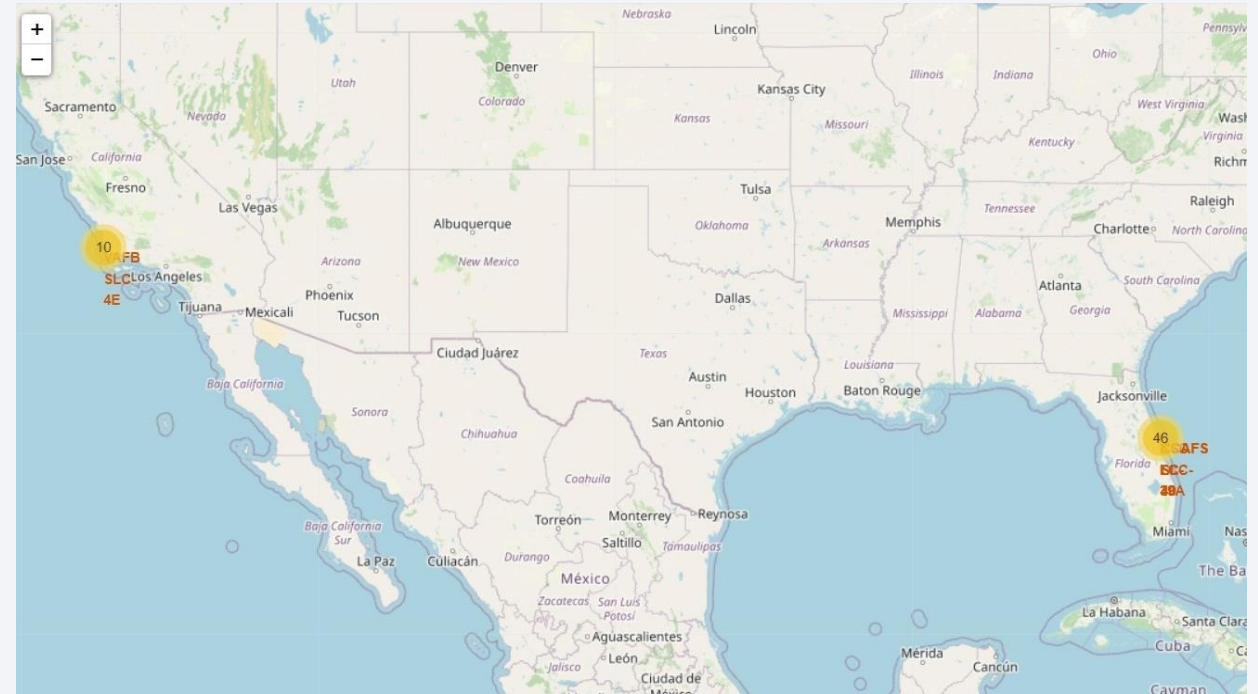 +
Nebraska
Lincoln
Pennsylv
−
Denver
Ohio
Utah
Illinois
Indiana
Kansas City
Colorado
Sacramento
West Virginia
Nevada
Kansas
Missouri
Wash
Virginia
Kentucky
San Jose
California
Richm
Fresno
Tulsa
Las Vegas
Tennessee
Raleigh
Albuquerque
Oklahoma
Memphis
Charlotte
North Carolina
10
Arkansas
VAFB
SLC-
4E
Los Angeles
Arizona
New Mexico
South Carolina
Phoenix
Dallas
Atlanta
Tijuana
Mexicali
Tucson
Mississippi
Alabama
Georgia
Ciudad Juárez
Texas
Louisiana
Baja California
Austin
Houston
Baton Rouge
Jacksonville
Sonora
San Antonio
Chihuahua
46
Florida
Coahuila
Torreón
Monterrey
Reynosa
Baja California
Sur
Saltillo
Tamaulipas
Miami
Nas
La Paz
Culiacán
Durango
The Ba
México
Zacatecas
San Luis
Potosí
La Habana
Santa Clara
Aguascalientes
Cuba
Ca
León
Mérida
Cancún
Jalisco
Ciudad de
México
Cayman